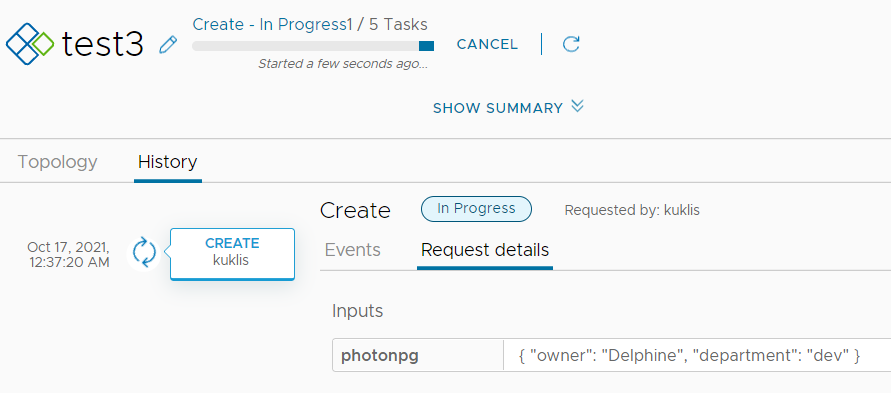 test3
Create - In Progress1 / 5 Tasks
CANCEL
Started a few seconds ago...
SHOW SUMMARY
Topology
History
Create
In Progress
Requested by: kuklis
Oct 17, 2021,
12:37:20 AM
CREATE
kuklis
Events
Request details
Inputs
photonpg
{ "owner": "Delphine", "department": "dev" }